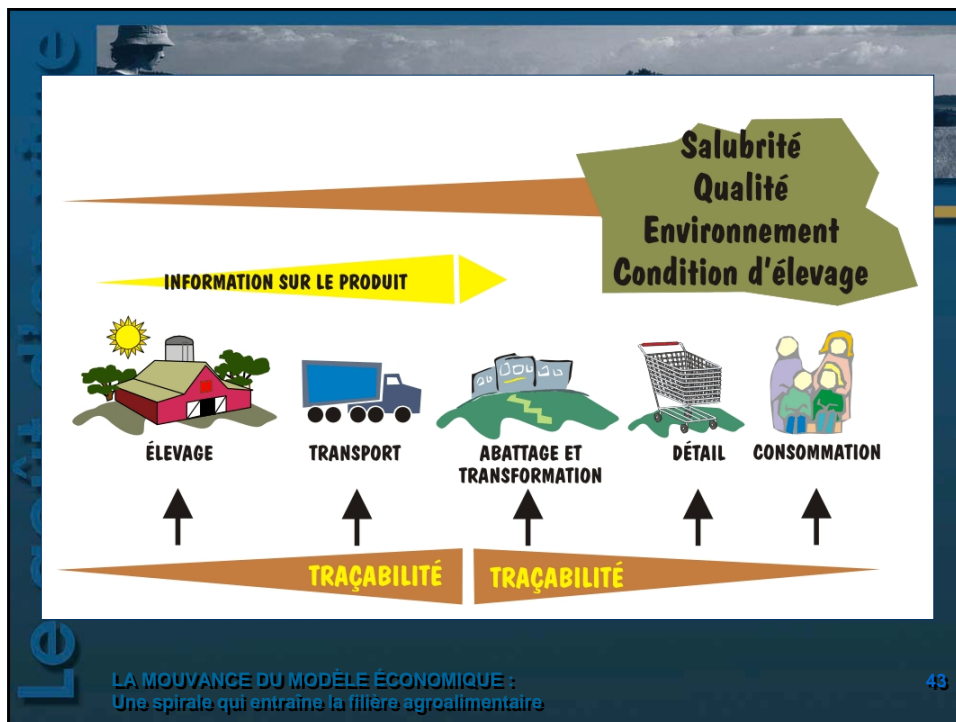 Salubrité
Qualité
Environnement
Condition d'élevage
INFORMATION SUR LE PRODUIT
ÉLEVAGE
TRANSPORT
ABATTAGE ET
TRANSFORMATION
DÉTAIL
CONSOMMATION
TRAÇABILITÉ
TRAÇABILITÉ
LA MOUVANCE DU MODÈLE ÉCONOMIQUE :
Une spirale qui entraîne la filière agroalimentaire
43